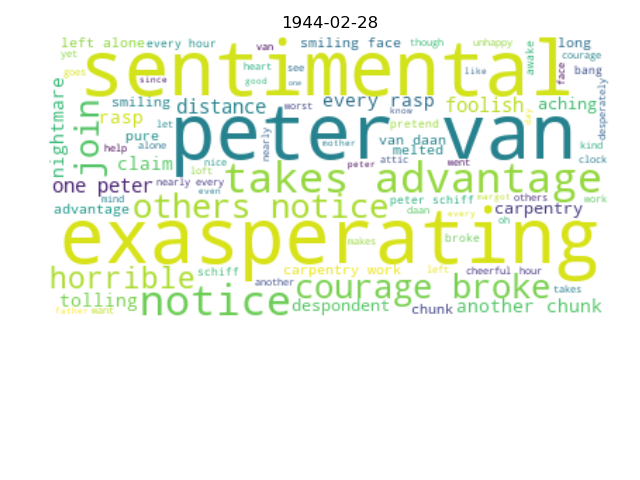 1944-02-28
left alone every hour van smiling face though unhappy long
yet courage
sentimental
goes since heart good see one like awake face bang
nightmare join smiling distance every rasp foolish aching desperately
rasp let worst know day
pure peter van kind
help alone nearly mother van daan melted pretend clock
claim nice loft peter attic went
one peter nearly every takes advantage
mind even others notice peter schiff margot others work
advantage daan every carpentry
exasperating oh
makes broke
horrible schiff carpentry work left cheerful hour
another courage broke takes
tolling notice despondent another chunk
father want chunk